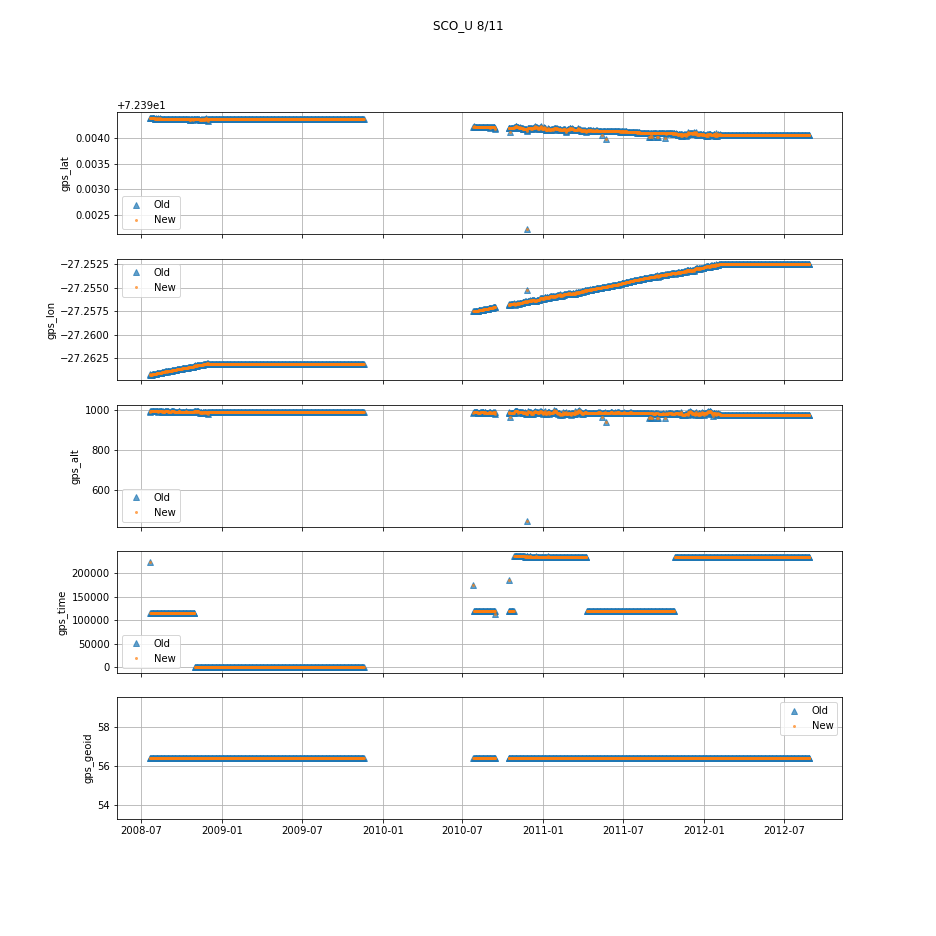 SCO_U 8/11
+7.239e1
0.0040
0.0035
0.0030
0.0025
gps_lat
Old
New
−27.2525
−27.2550
−27.2575
−27.2600
−27.2625
gps_lon
Old
New
1000
800
600
gps_alt
Old
New
200000
150000
100000
50000
0
gps_time
Old
New
58
56
54
gps_geoid
Old
New
2008-07 2009-01 2009-07 2010-01 2010-07 2011-01 2011-07 2012-01 2012-07